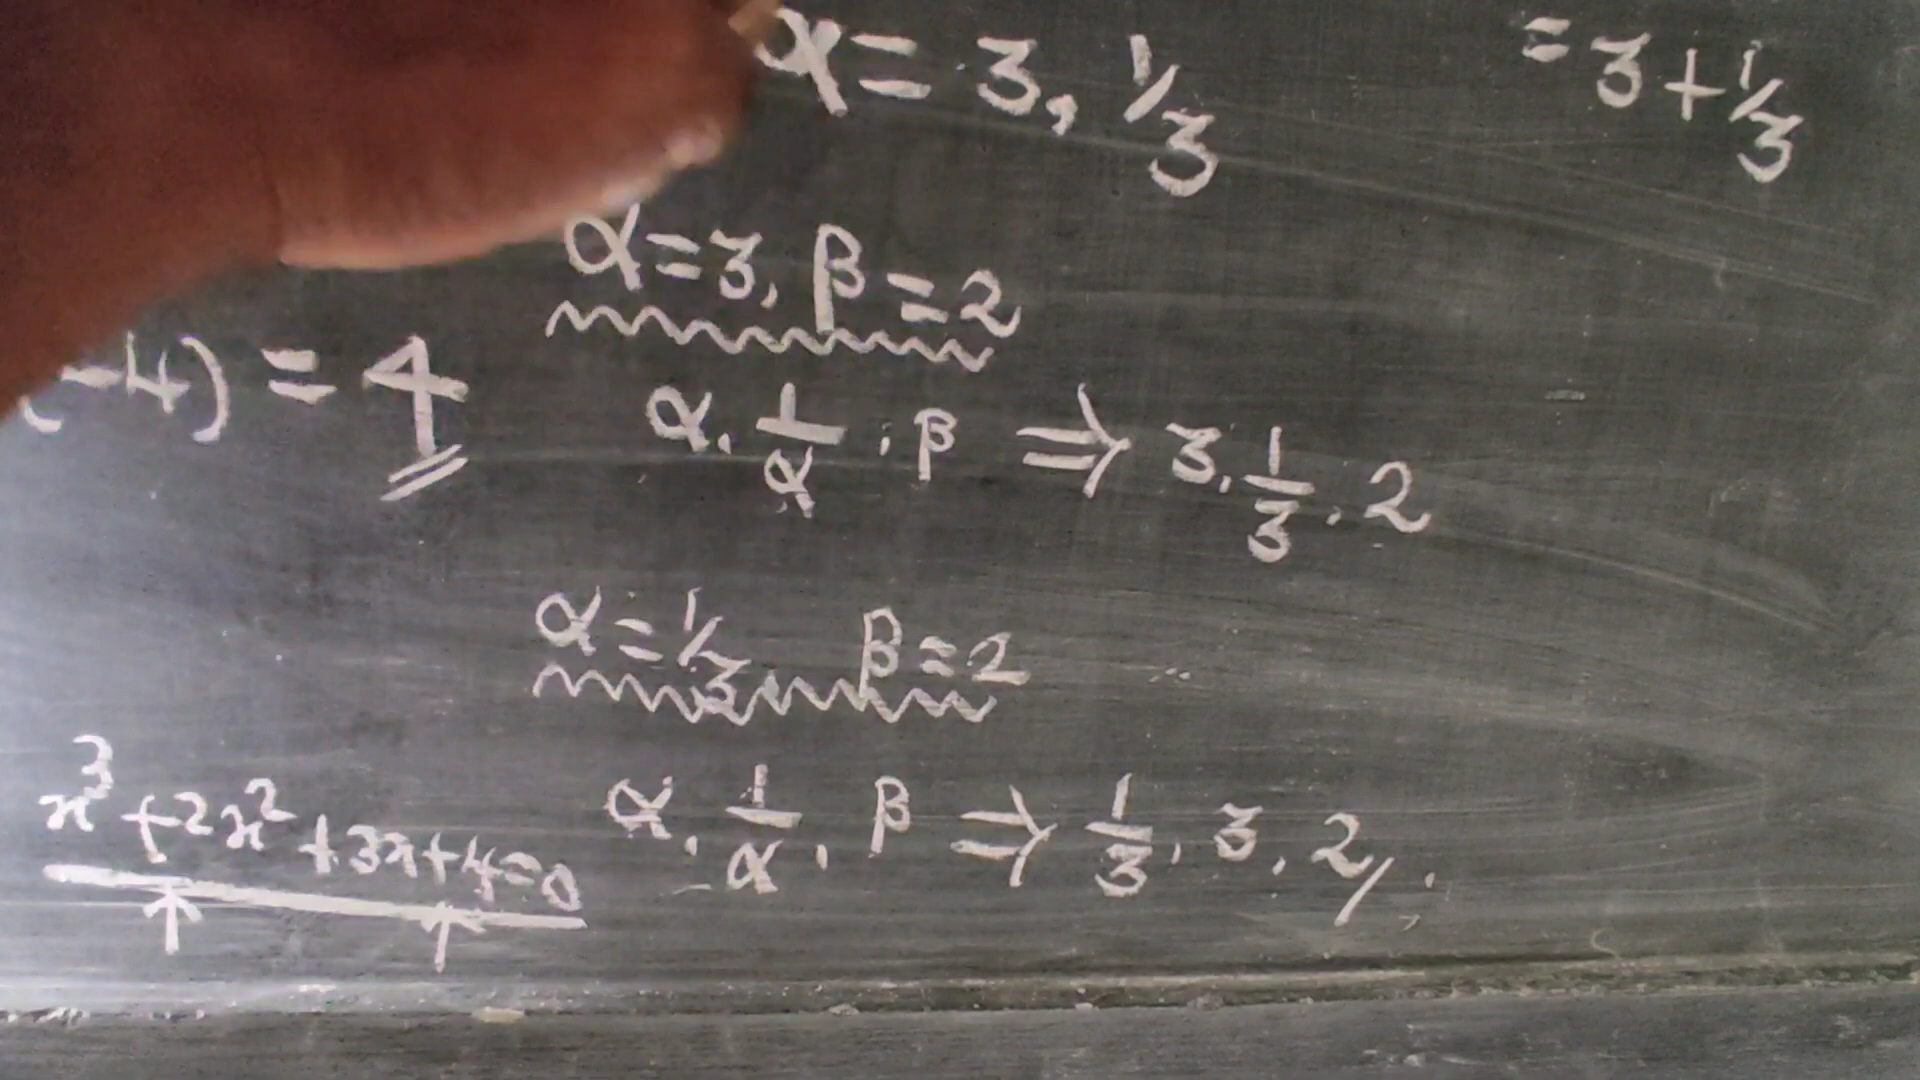 α = 3, 1/3
= 3 + 1/3
α = 3, β = 2
(-4) = 4
α, 1/α, β ⇒ 3, 1/3, 2
α = 1/3, β = 2
x³ + 2x² + 3x + 4 = 0
α, 1/α, β ⇒ 1/3, 3, 2/.